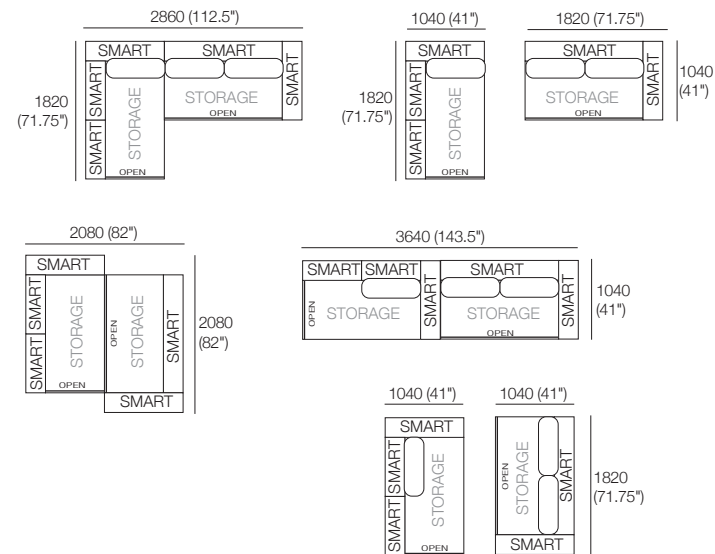 2860 (112.5")
1040 (41")
1820 (71.75")
SMART
SMART
SMART
SMART
SMART
SMART
STORAGE
STORAGE
OPEN
OPEN
1820
(71.75")
SMART
SMART
SMART
STORAGE
OPEN
1820
(71.75")
SMART
SMART
STORAGE
OPEN
1040
(41")
2080 (82")
3640 (143.5")
SMART
SMART
SMART
STORAGE
OPEN
STORAGE
OPEN
SMART
SMART
2080
(82")
SMART
SMART
SMART
SMART
SMART
OPEN
STORAGE
STORAGE
OPEN
1040
(41")
1040 (41")
1040 (41")
SMART
SMART
SMART
STORAGE
OPEN
OPEN
STORAGE
SMART
SMART
1820
(71.75")